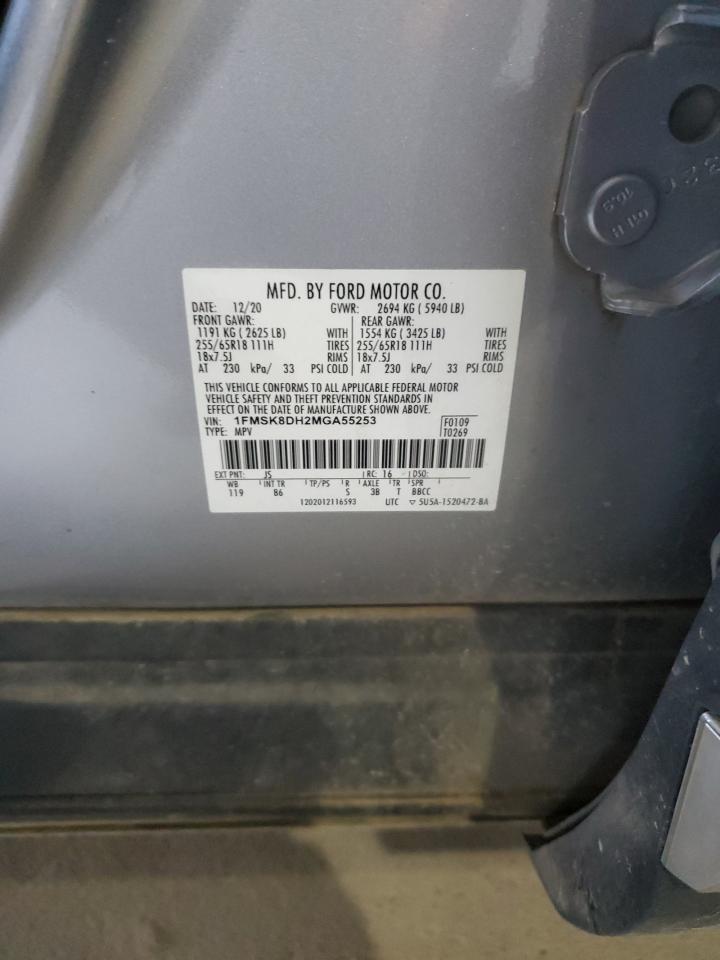 MFD. BY FORD MOTOR CO.
DATE: 12/20 GVWR: 2694 KG ( 5940 LB)
FRONT GAWR: REAR GAWR:
1191 KG ( 2625 LB) WITH 1554 KG ( 3425 LB) WITH
255/65R18 111H TIRES 255/65R18 111H TIRES
18x7.5J RIMS 18x7.5J RIMS
AT 230 kPa/ 33 PSI COLD AT 230 kPa/ 33 PSI COLD
THIS VEHICLE CONFORMS TO ALL APPLICABLE FEDERAL MOTOR
VEHICLE SAFETY AND THEFT PREVENTION STANDARDS IN
EFFECT ON THE DATE OF MANUFACTURE SHOWN ABOVE.
VIN: 1FMSK8DH2MGA55253 F0109
TYPE: MPV T0269
EXT PNT: JS RC: 16 DSO:
WB INT TR TP/PS R AXLE TR SPR
119 B6 S 3B T BBCC
1202012116593 UTC ▽ 5U5A-1520472-BA